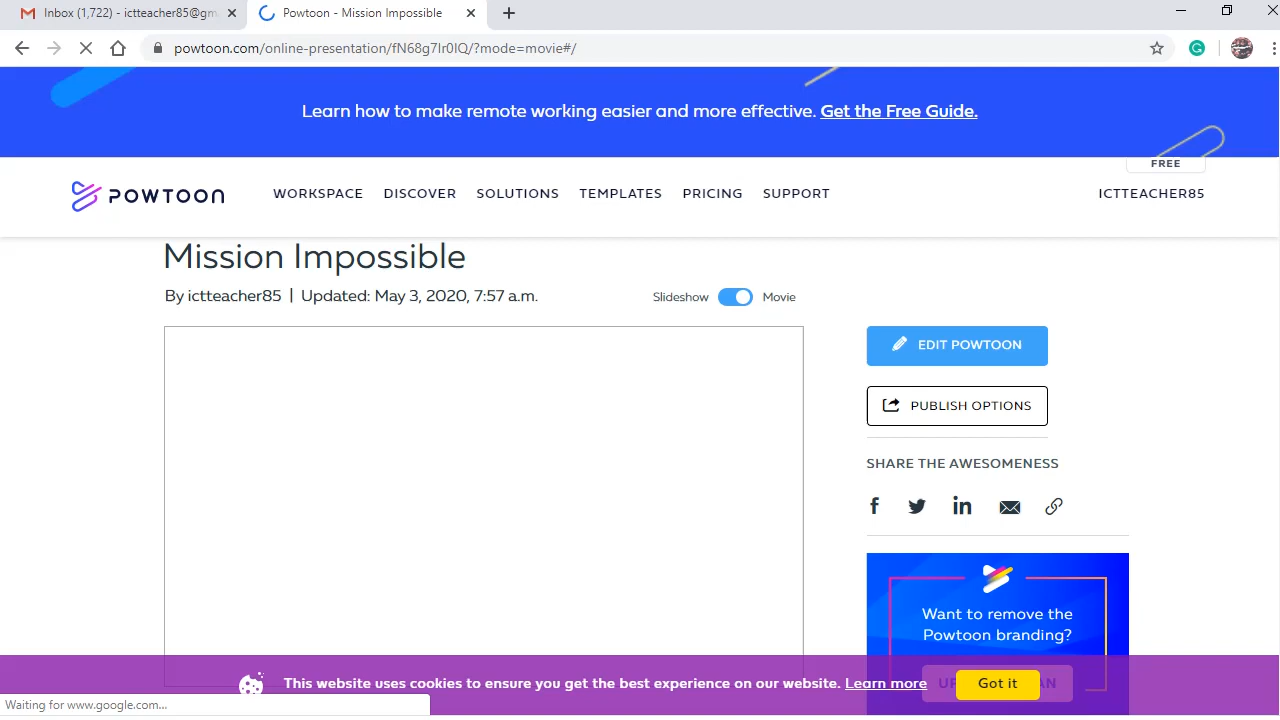 Inbox (1,722) - ictteacher85@gm
Powtoon - Mission Impossible
powtoon.com/online-presentation/fN68g7Ir0IQ/?mode=movie#/
Learn how to make remote working easier and more effective. Get the Free Guide.
FREE
POWTOON
WORKSPACE DISCOVER SOLUTIONS TEMPLATES PRICING SUPPORT
ICTTEACHER85
Mission Impossible
By ictteacher85 | Updated: May 3, 2020, 7:57 a.m.
Slideshow Movie
EDIT POWTOON
PUBLISH OPTIONS
SHARE THE AWESOMENESS
Want to remove the
Powtoon branding?
This website uses cookies to ensure you get the best experience on our website. Learn more
Got it
Waiting for www.google.com...